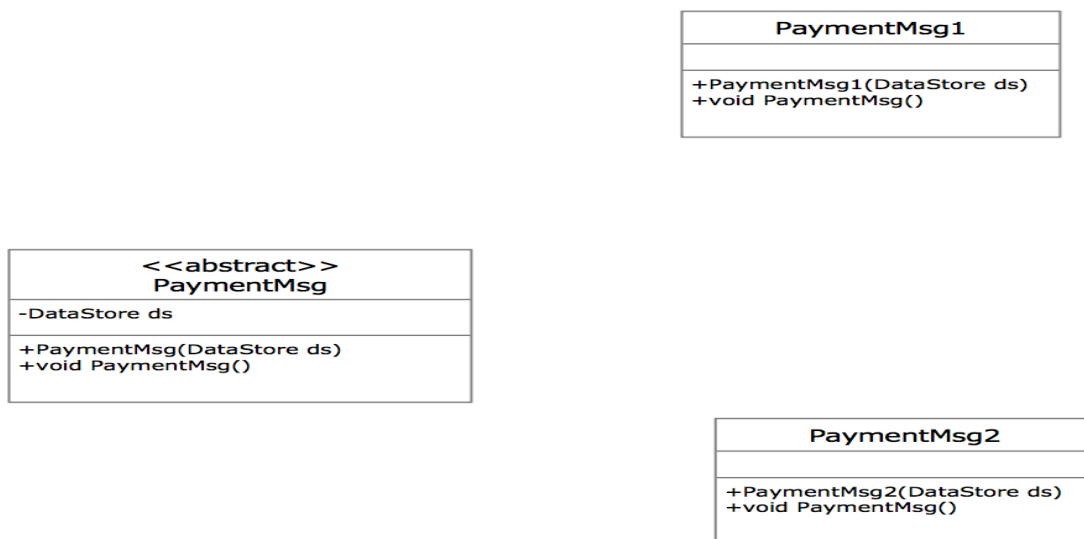 PaymentMsg1
+PaymentMsg1(DataStore ds)
+void PaymentMsg()
<<abstract>>
PaymentMsg
-DataStore ds
+PaymentMsg(DataStore ds)
+void PaymentMsg()
PaymentMsg2
+PaymentMsg2(DataStore ds)
+void PaymentMsg()